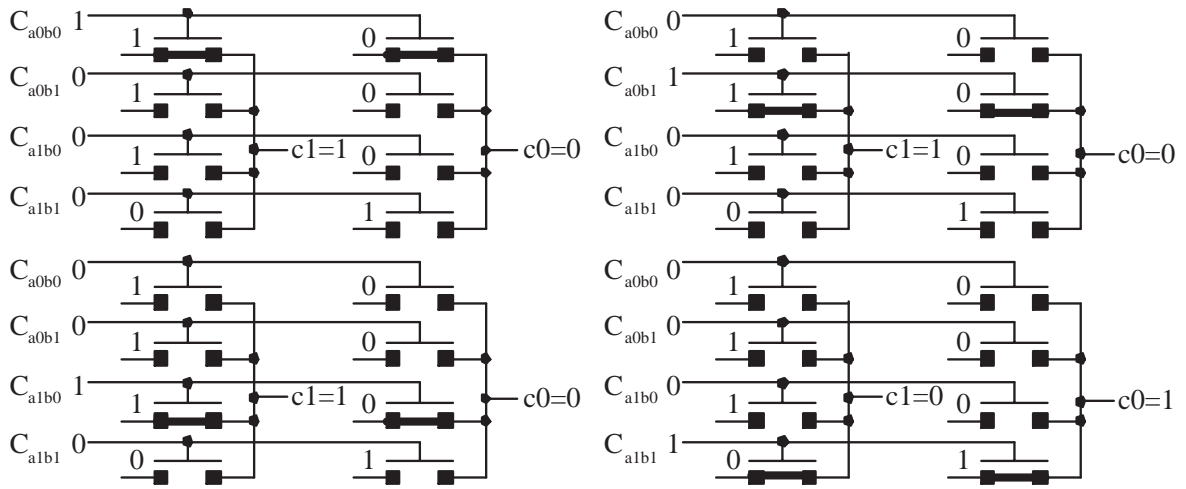 C_a0b0 1 1 0
C_a0b1 0 1 0
C_a1b0 0 1 0
c1=1 c0=0
C_a1b1 0 0 1
C_a0b0 0 1 0
C_a0b1 1 1 0
C_a1b0 0 1 0
c1=1 c0=0
C_a1b1 0 0 1
C_a0b0 0 1 0
C_a0b1 0 1 0
C_a1b0 1 1 0
c1=1 c0=0
C_a1b1 0 0 1
C_a0b0 0 1 0
C_a0b1 0 1 0
C_a1b0 0 1 0
c1=0 c0=1
C_a1b1 1 0 1